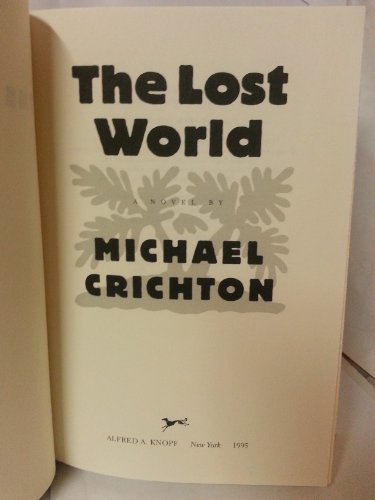 The Lost
World
A NOVEL BY
MICHAEL
CRICHTON
ALFRED A. KNOPF New York 1995